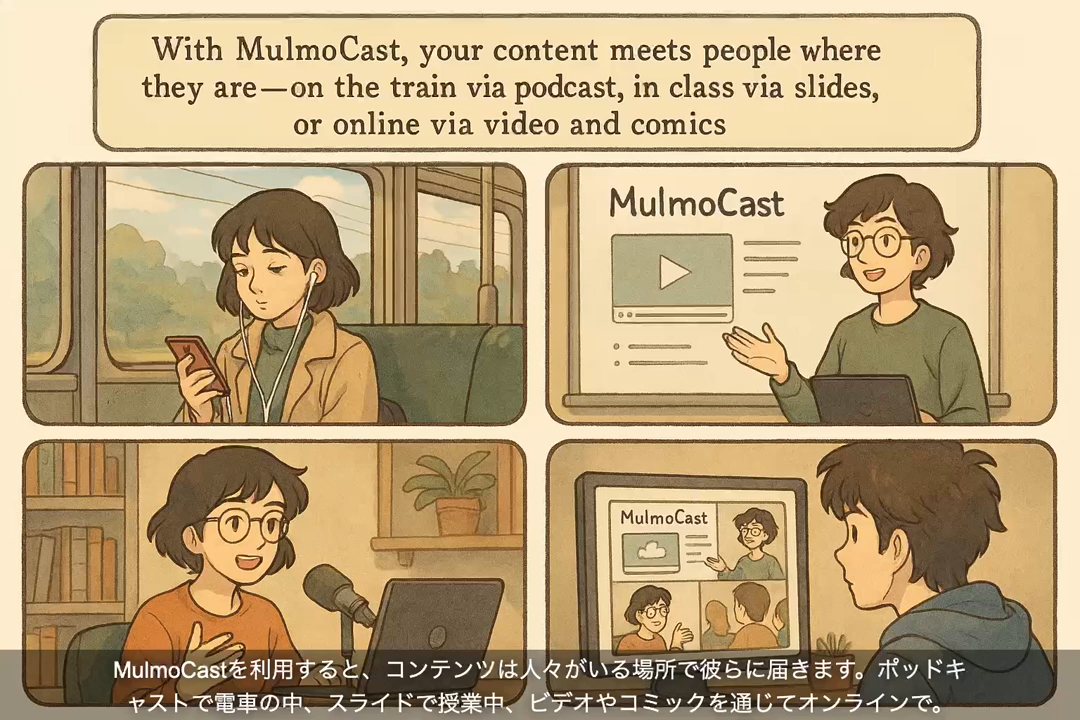 With MulmoCast, your content meets people where
they are—on the train via podcast, in class via slides,
or online via video and comics
MulmoCast
MulmoCast
MulmoCastを利用すると、コンテンツは人々がいる場所で彼らに届きます。ポッドキ
ャストで電車の中、スライドで授業中、ビデオやコミックを通じてオンラインで。